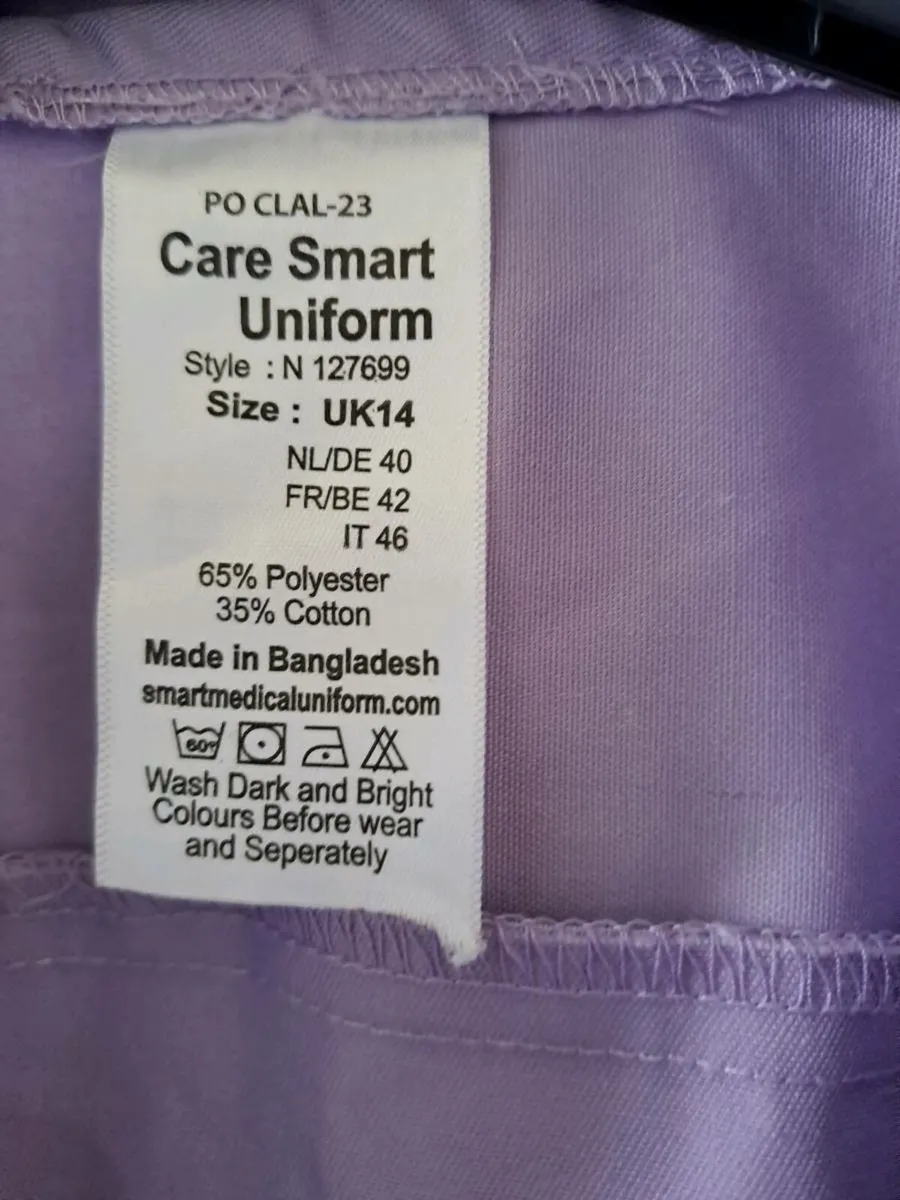 PO CLAL-23
Care Smart
Uniform
Style : N 127699
Size : UK14
NL/DE 40
FR/BE 42
IT 46
65% Polyester
35% Cotton
Made in Bangladesh
smartmedicaluniform.com
60°
Wash Dark and Bright
Colours Before wear
and Seperately